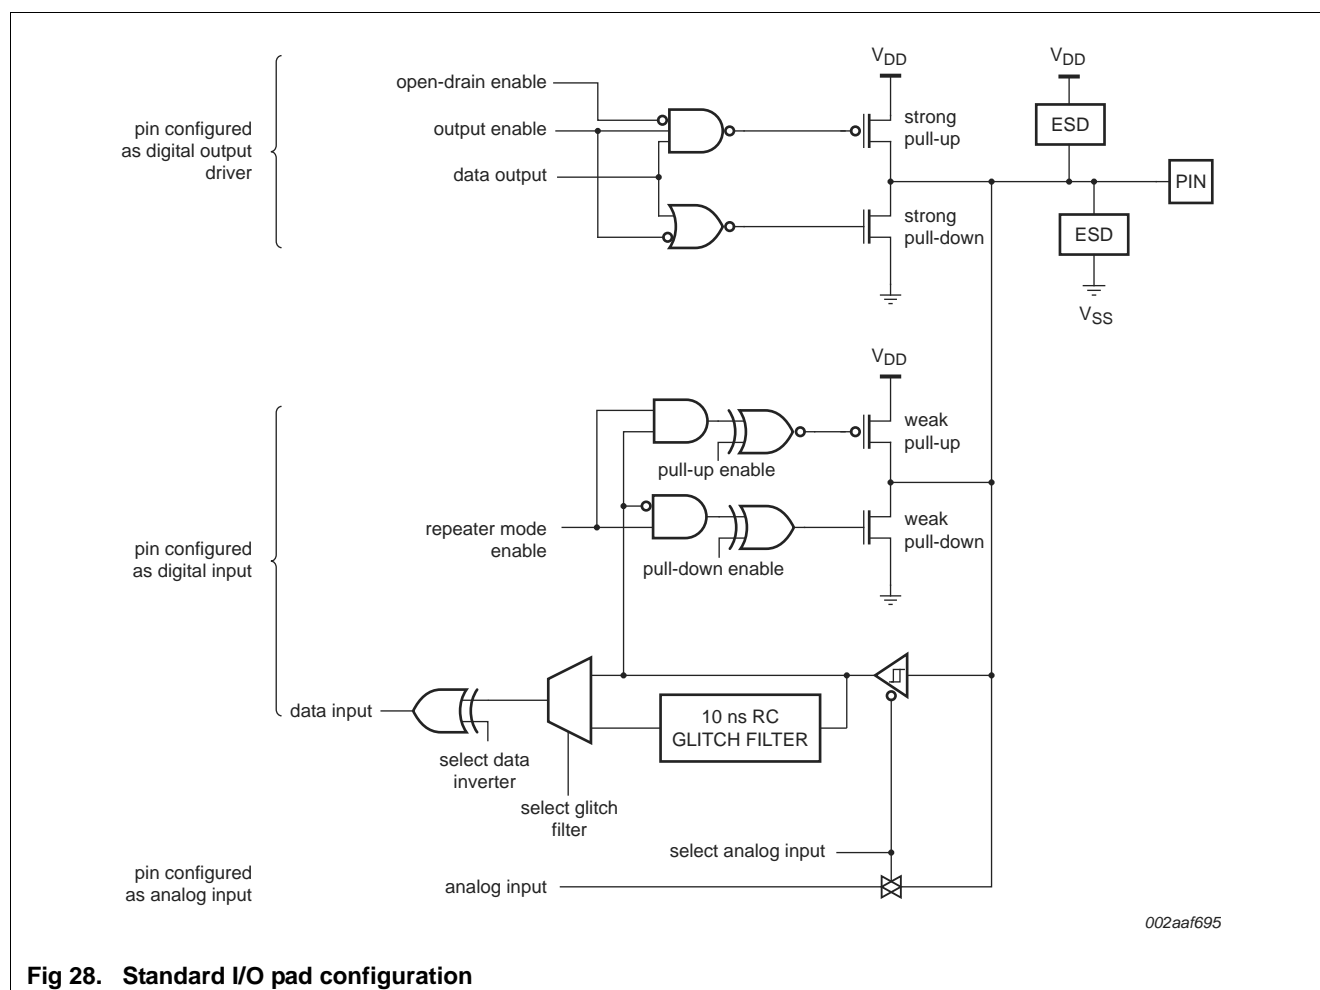 VDD
VDD
open-drain enable
pin configured
as digital output
driver
output enable
data output
strong
pull-up
ESD
PIN
strong
pull-down
ESD
VSS
VDD
weak
pull-up
pull-up enable
pin configured
as digital input
repeater mode
enable
weak
pull-down
pull-down enable
data input
10 ns RC
GLITCH FILTER
select data
inverter
select glitch
filter
select analog input
pin configured
as analog input
analog input
002aaf695
Fig 28. Standard I/O pad configuration